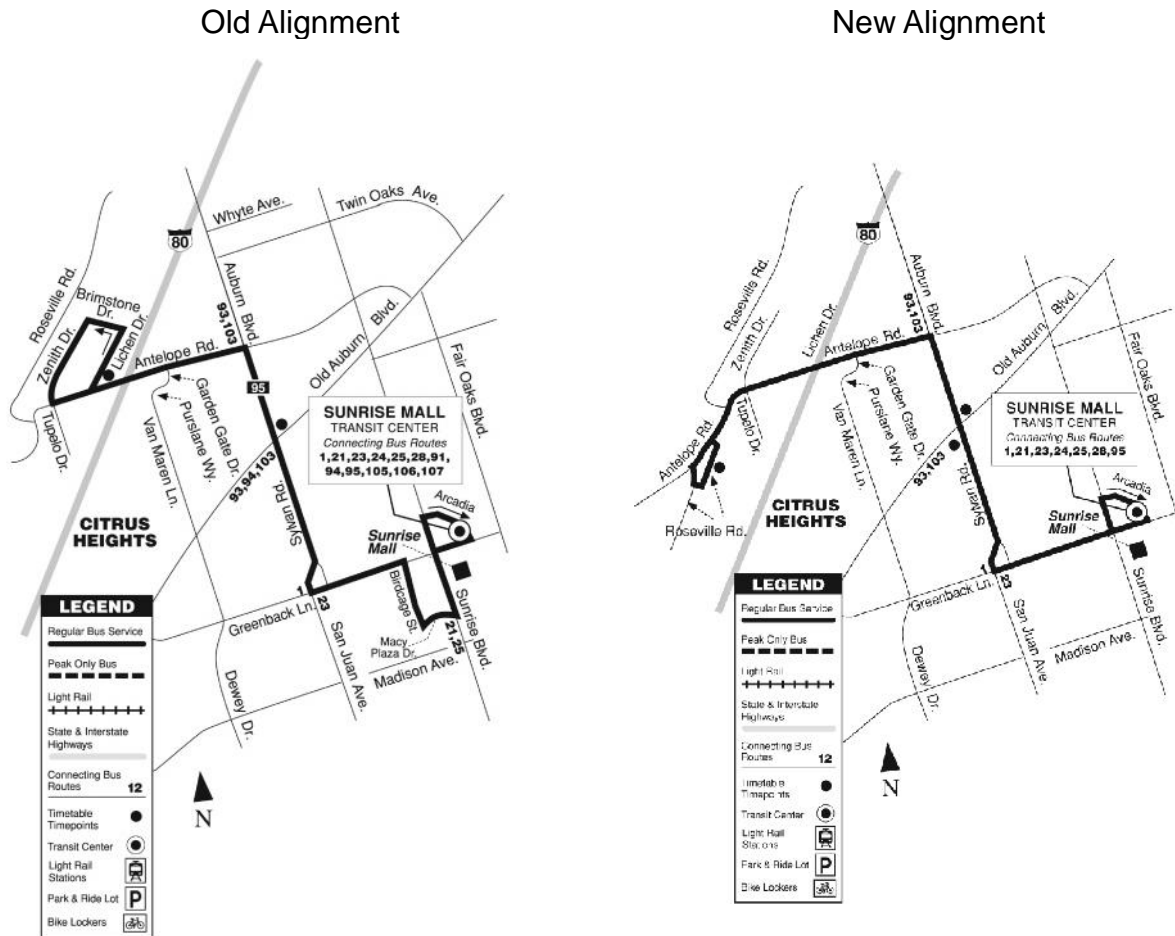 Old Alignment
Whyte Ave.
Twin Oaks Ave.
80
Roseville Rd.
Brimstone
Dr.
Zenith Dr.
Lichen Dr.
Antelope Rd.
93,103
Auburn Blvd.
Old Auburn Blvd.
Fair Oaks Blvd.
95
Tupelo Dr.
Garden Gate Dr.
Purslane Wy.
Van Maren Ln.
93,94,103
Sylvan Rd.
SUNRISE MALL
TRANSIT CENTER
Connecting Bus Routes
1,21,23,24,25,28,91,
94,95,105,106,107
CITRUS
HEIGHTS
Arcadia
Sunrise
Mall
Birdcage St.
1
23
Greenback Ln.
Macy
Plaza Dr.
21,25
Sunrise Blvd.
San Juan Ave.
Madison Ave.
Dewey Dr.
LEGEND
Regular Bus Service
Peak Only Bus
Light Rail
State & Interstate
Highways
Connecting Bus
Routes 12
Timetable
Timepoints
Transit Center
Light Rail
Stations
Park & Ride Lot P
Bike Lockers
N
New Alignment
80
Roseville Rd.
Zenith Dr.
Lichen Dr.
Antelope Rd.
93,103
Auburn Blvd.
Old Auburn Blvd.
Fair Oaks Blvd.
Antelope Rd.
Tupelo Dr.
Garden Gate Dr.
Purslane Wy.
Van Maren Ln.
93,103
Sylvan Rd.
SUNRISE MALL
TRANSIT CENTER
Connecting Bus Routes
1,21,23,24,25,28,95
Roseville Rd.
CITRUS
HEIGHTS
Arcadia
Sunrise
Mall
1
23
Greenback Ln.
San Juan Ave.
Sunrise Blvd.
Madison Ave.
Dewey Dr.
LEGEND
Regular Bus Service
Peak Only Bus
Light Rail
State & Interstate
Highways
Connecting Bus
Routes 12
Timetable
Timepoints
Transit Center
Light Rail
Stations
Park & Ride Lot P
Bike Lockers
N